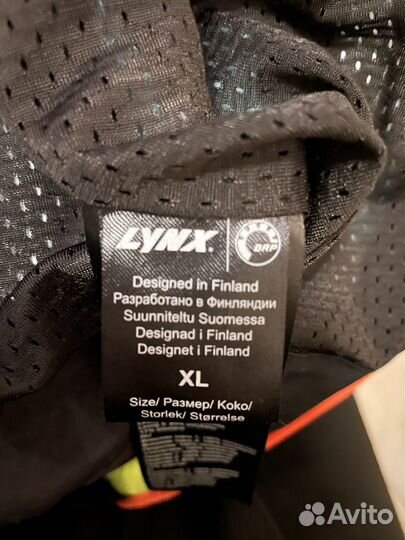 LYNX BRP
Designed in Finland
Разработано в Финляндии
Suunniteltu Suomessa
Designad i Finland
Designet i Finland
XL
Size/ Размер/ Koko/
Storlek/ Størrelse
Avito